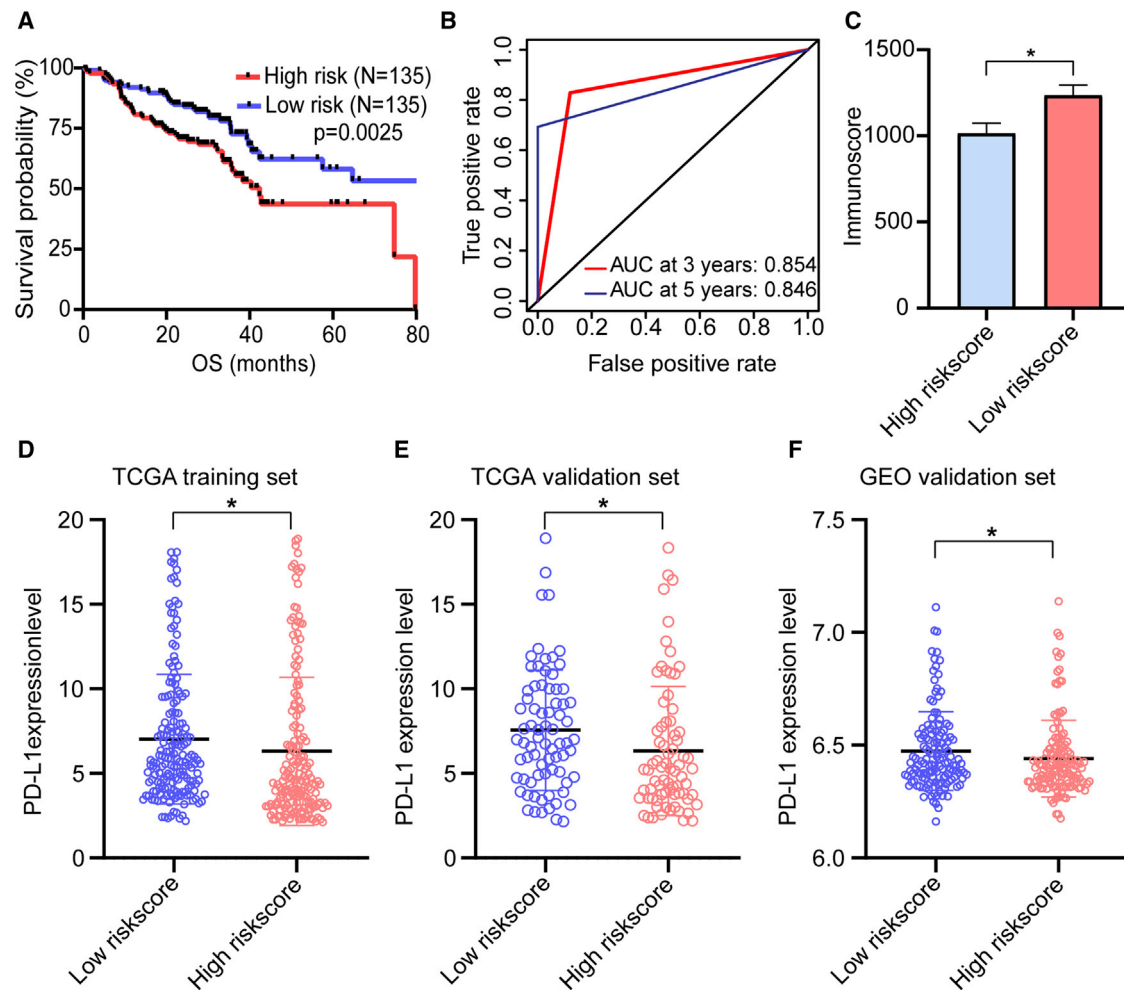 A
Survival probability (%)
100
75
50
25
0
0 20 40 60 80
OS (months)
High risk (N=135)
Low risk (N=135)
p=0.0025
B
True positive rate
1.0
0.8
0.6
0.4
0.2
0.0
0.0 0.2 0.4 0.6 0.8 1.0
False positive rate
AUC at 3 years: 0.854
AUC at 5 years: 0.846
C
Immunoscore
1500
1000
500
0
*
High riskscore
Low riskscore
D
TCGA training set
*
PD-L1expressionlevel
20
15
10
5
0
Low riskscore
High riskscore
E
TCGA validation set
*
PD-L1 expression level
20
15
10
5
0
Low riskscore
High riskscore
F
GEO validation set
*
PD-L1 expression level
7.5
7.0
6.5
6.0
Low riskscore
High riskscore